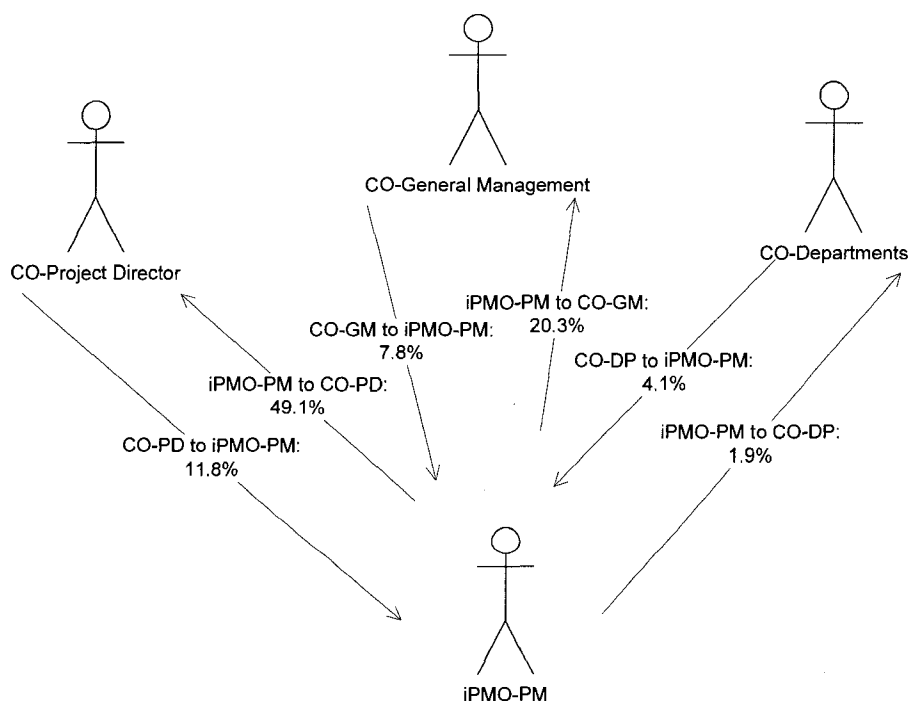 CO-General Management
CO-Project Director
CO-Departments
iPMO-PM to CO-GM:
20.3%
CO-GM to iPMO-PM:
7.8%
CO-DP to iPMO-PM:
4.1%
iPMO-PM to CO-PD:
49.1%
iPMO-PM to CO-DP:
1.9%
CO-PD to iPMO-PM:
11.8%
iPMO-PM